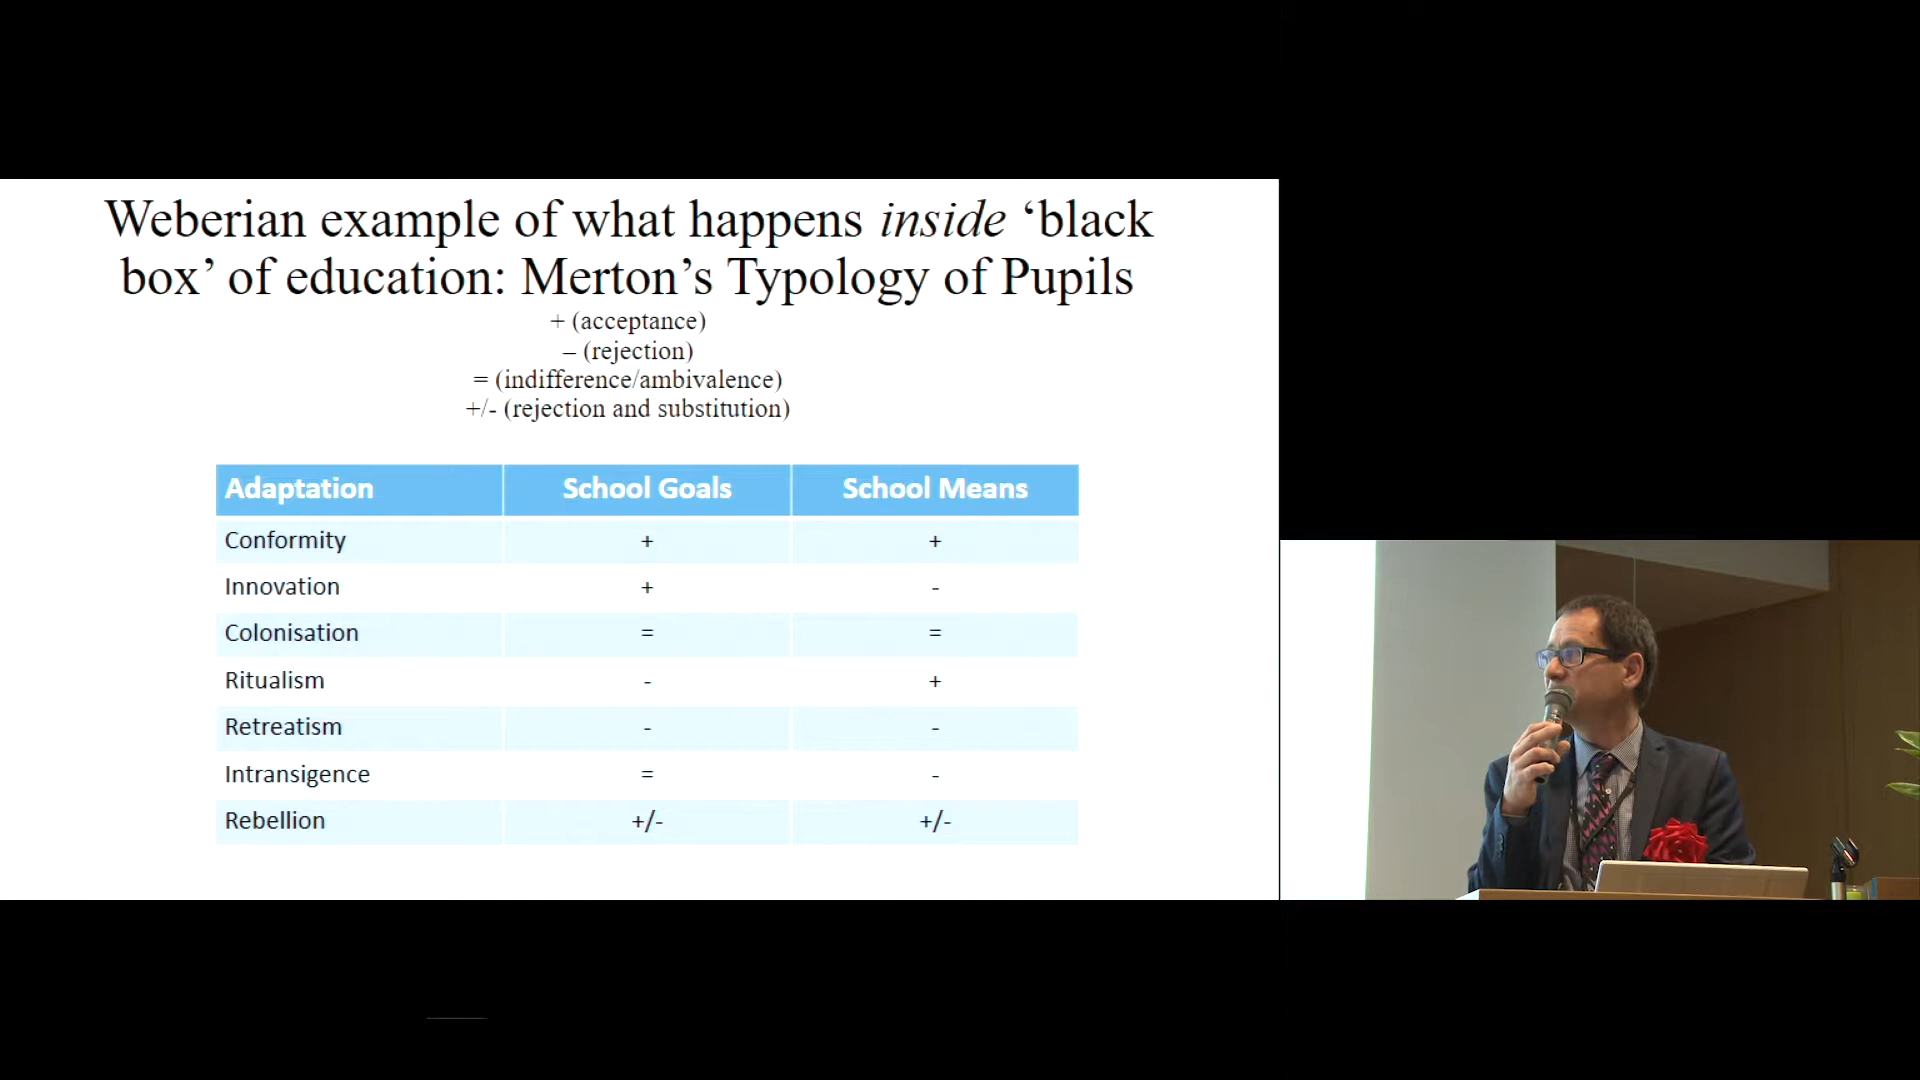 Weberian example of what happens inside ‘black
box’ of education: Merton’s Typology of Pupils
+ (acceptance)
– (rejection)
= (indifference/ambivalence)
+/- (rejection and substitution)
Adaptation School Goals School Means
Conformity + +
Innovation + -
Colonisation = =
Ritualism - +
Retreatism - -
Intransigence = -
Rebellion +/- +/-